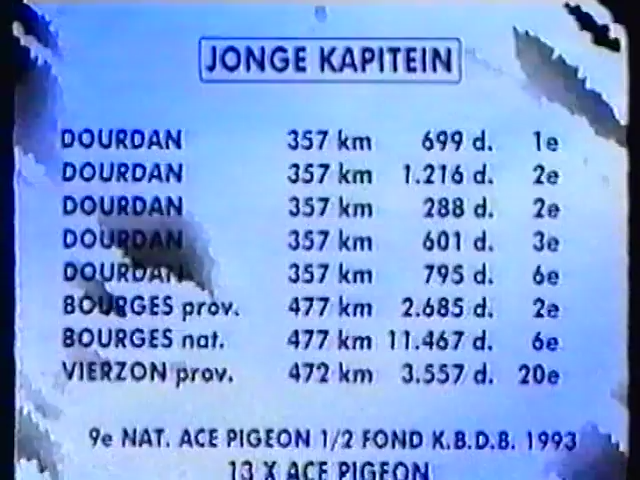 JONGE KAPITEIN
DOURDAN 357 km 699 d. 1e
DOURDAN 357 km 1.216 d. 2e
DOURDAN 357 km 288 d. 2e
DOURDAN 357 km 601 d. 3e
DOURDAN 357 km 795 d. 6e
BOURGES prov. 477 km 2.685 d. 2e
BOURGES nat. 477 km 11.467 d. 6e
VIERZON prov. 472 km 3.557 d. 20e
9e NAT. ACE PIGEON 1/2 FOND K.B.D.B. 1993
13 X ACE PIGEON